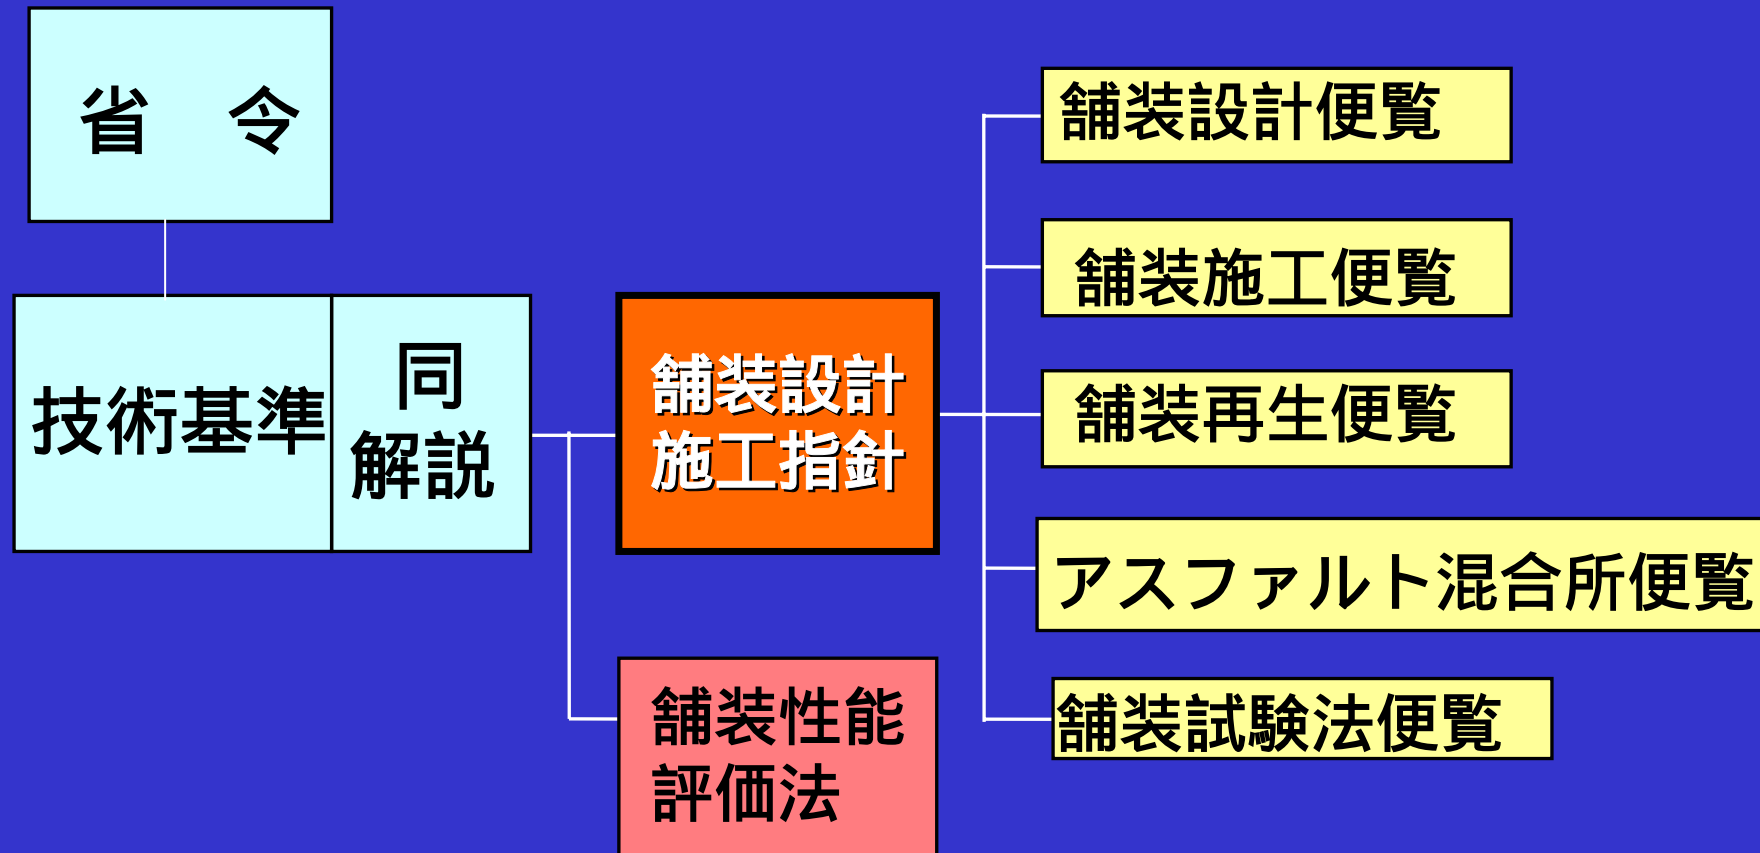 省　令
技術基準
同
解説
舗装設計
施工指針
舗装性能
評価法
舗装設計便覧
舗装施工便覧
舗装再生便覧
アスファルト混合所便覧
舗装試験法便覧